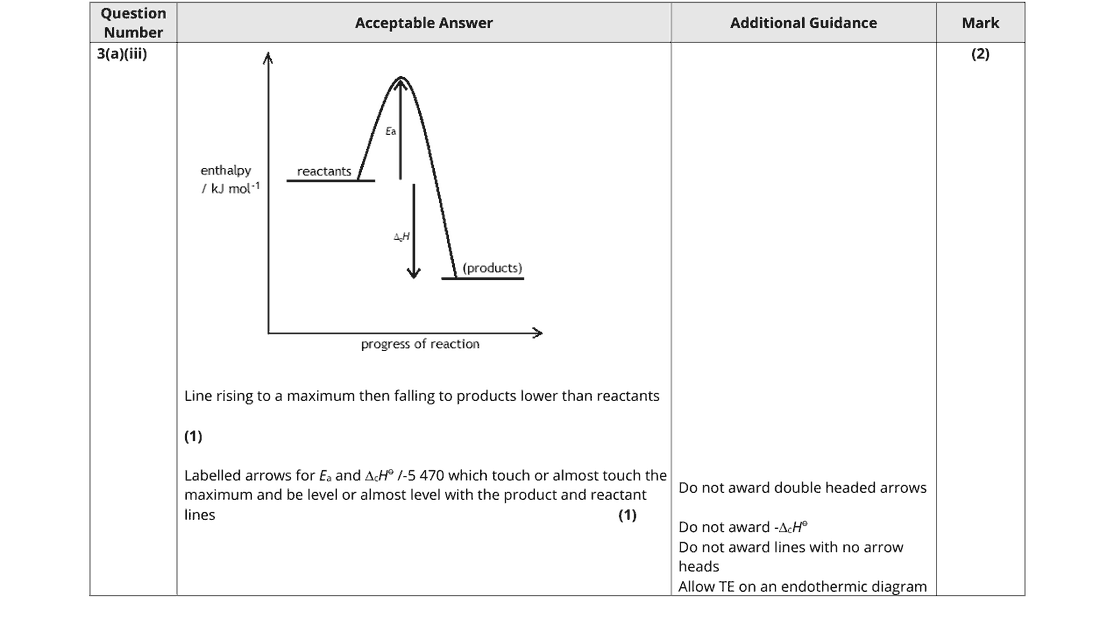 Question Number
Acceptable Answer
Additional Guidance
Mark
3(a)(iii)
(2)
Ea
enthalpy
reactants
/ kJ mol⁻¹
ΔcH
(products)
progress of reaction
Line rising to a maximum then falling to products lower than reactants
(1)
Labelled arrows for Eₐ and ΔcH⦵ /-5 470 which touch or almost touch the
maximum and be level or almost level with the product and reactant
lines
(1)
Do not award double headed arrows
Do not award -ΔcH⦵
Do not award lines with no arrow
heads
Allow TE on an endothermic diagram